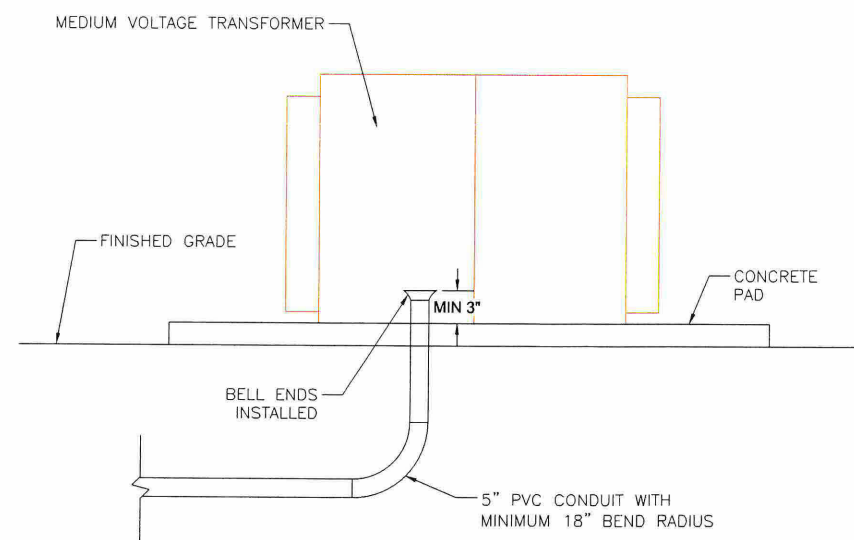 MEDIUM VOLTAGE TRANSFORMER
FINISHED GRADE
CONCRETE
PAD
MIN 3"
BELL ENDS
INSTALLED
5" PVC CONDUIT WITH
MINIMUM 18" BEND RADIUS